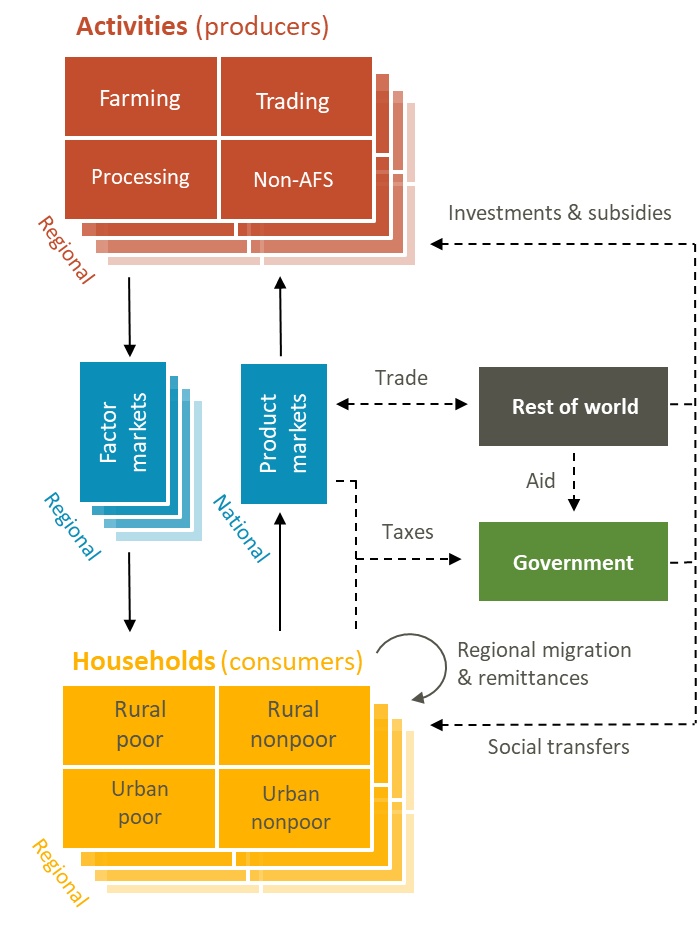 Activities (producers)
Farming
Trading
Processing
Non-AFS
Regional
Investments & subsidies
Factor
markets
Regional
Product
markets
National
Trade
Rest of world
Aid
Taxes
Government
Households (consumers)
Regional migration
& remittances
Rural
poor
Rural
nonpoor
Social transfers
Urban
poor
Urban
nonpoor
Regional